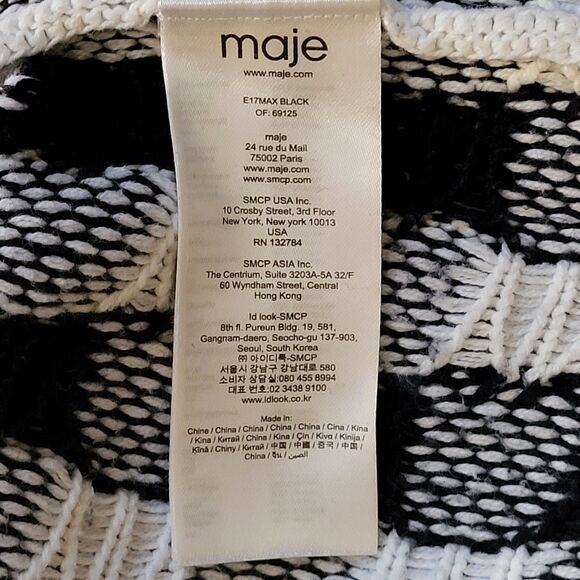 maje
www.maje.com
E17MAX BLACK
OF: 69125
maje
24 rue du Mail
75002 Paris
www.maje.com
www.smcp.com
SMCP USA Inc.
10 Crosby Street, 3rd Floor
New York, New york 10013
USA
RN 132784
SMCP ASIA Inc.
The Centrium, Suite 3203A-5A 32/F
60 Wyndham Street, Central
Hong Kong
Id look-SMCP
8th fl. Pureun Bldg. 19, 581,
Gangnam-daero, Seocho-gu 137-903,
Seoul, South Korea
㈜ 아이디룩-SMCP
서울시 강남구 강남대로 580
소비자 상담실:080 455 8994
대표 번호:02 3438 9100
www.idlook.co.kr
Made in:
Chine / China / China / China / China / Cina / Kina
/ Kina / Китай / China / Kina / Çin / Κίνα / Kinija /
Ķīnā / Chiny / Китай / 中国 / 中國 / 중국 / 中国 /
China / จีน / الصين